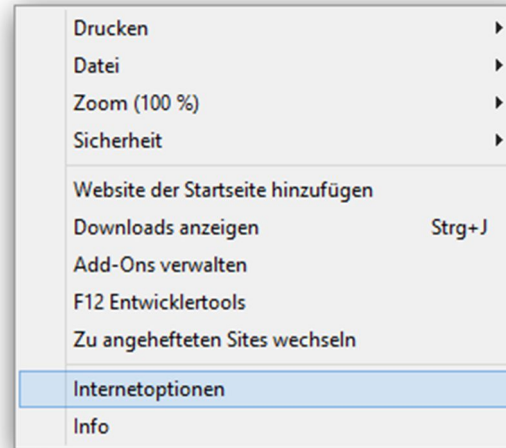 Drucken
Datei
Zoom (100 %)
Sicherheit
Website der Startseite hinzufügen
Downloads anzeigen Strg+J
Add-Ons verwalten
F12 Entwicklertools
Zu angehefteten Sites wechseln
Internetoptionen
Info